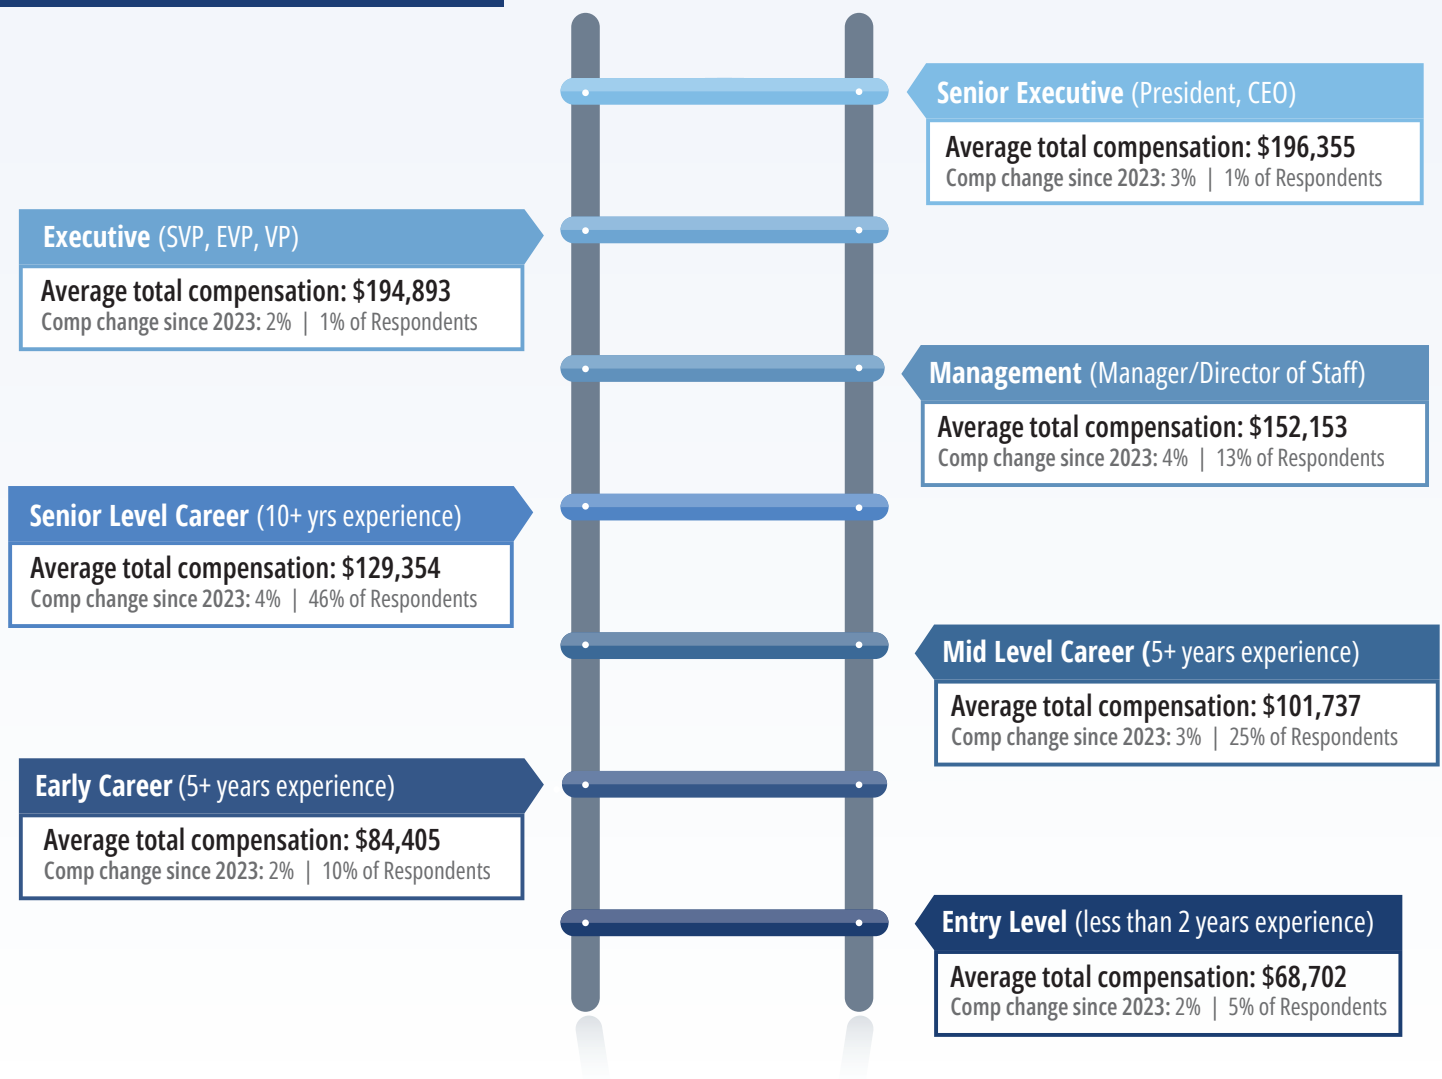 Senior Executive (President, CEO)
Average total compensation: $196,355
Comp change since 2023: 3% | 1% of Respondents
Executive (SVP, EVP, VP)
Average total compensation: $194,893
Comp change since 2023: 2% | 1% of Respondents
Management (Manager/Director of Staff)
Average total compensation: $152,153
Comp change since 2023: 4% | 13% of Respondents
Senior Level Career (10+ yrs experience)
Average total compensation: $129,354
Comp change since 2023: 4% | 46% of Respondents
Mid Level Career (5+ years experience)
Average total compensation: $101,737
Comp change since 2023: 3% | 25% of Respondents
Early Career (5+ years experience)
Average total compensation: $84,405
Comp change since 2023: 2% | 10% of Respondents
Entry Level (less than 2 years experience)
Average total compensation: $68,702
Comp change since 2023: 2% | 5% of Respondents